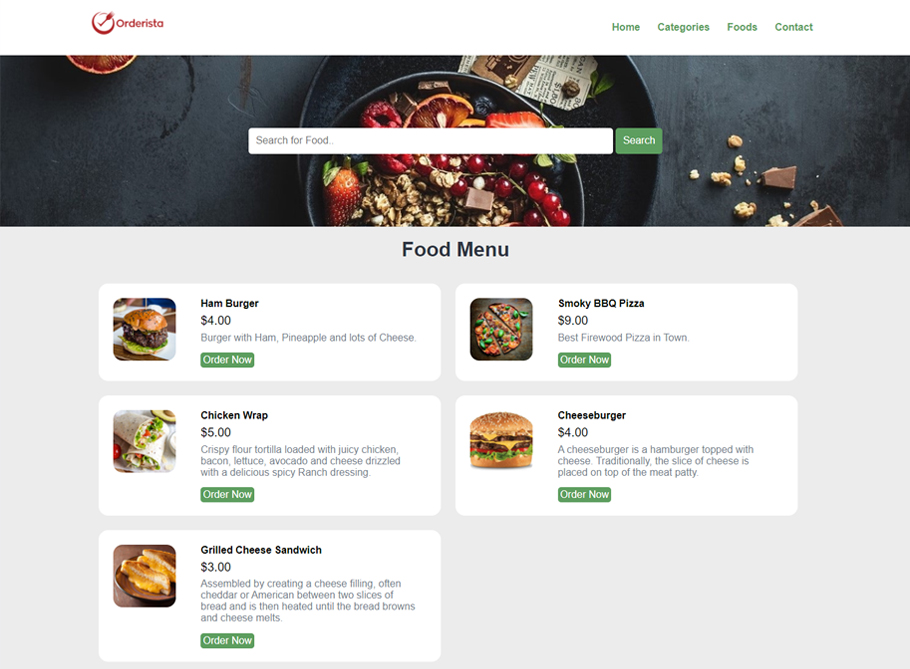 Orderista
Home Categories Foods Contact
Search for Food..
Search
Food Menu
Ham Burger
$4.00
Burger with Ham, Pineapple and lots of Cheese.
Order Now
Smoky BBQ Pizza
$9.00
Best Firewood Pizza in Town.
Order Now
Chicken Wrap
$5.00
Crispy flour tortilla loaded with juicy chicken,
bacon, lettuce, avocado and cheese drizzled
with a delicious spicy Ranch dressing.
Order Now
Cheeseburger
$4.00
A cheeseburger is a hamburger topped with
cheese. Traditionally, the slice of cheese is
placed on top of the meat patty.
Order Now
Grilled Cheese Sandwich
$3.00
Assembled by creating a cheese filling, often
cheddar or American between two slices of
bread and is then heated until the bread browns
and cheese melts.
Order Now